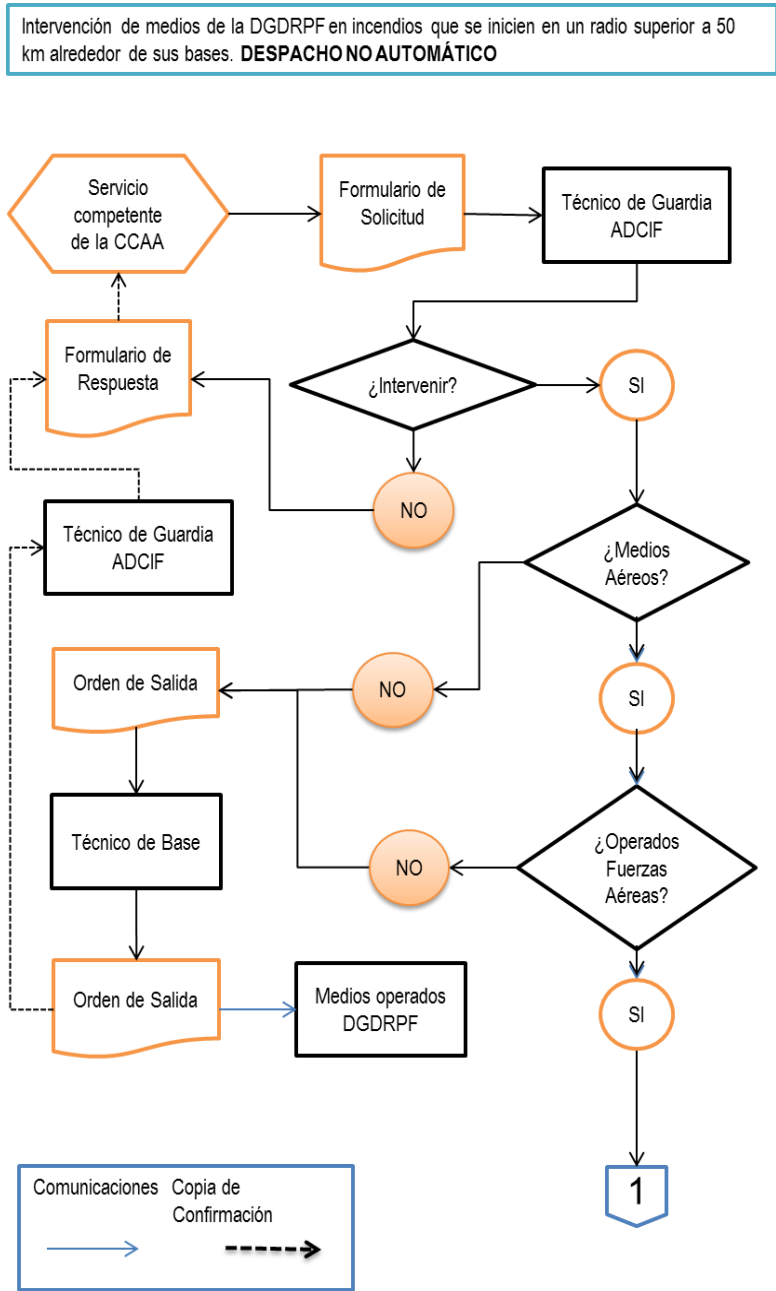 Intervención de medios de la DGDRPF en incendios que se inicien en un radio superior a 50
km alrededor de sus bases. DESPACHO NO AUTOMÁTICO
Servicio
competente
de la CCAA
Formulario de
Solicitud
Técnico de Guardia
ADCIF
Formulario de
Respuesta
¿Intervenir?
SI
NO
Técnico de Guardia
ADCIF
¿Medios
Aéreos?
Orden de Salida
NO
SI
Técnico de Base
NO
¿Operados
Fuerzas
Aéreas?
Orden de Salida
Medios operados
DGDRPF
SI
1
Comunicaciones
Copia de
Confirmación